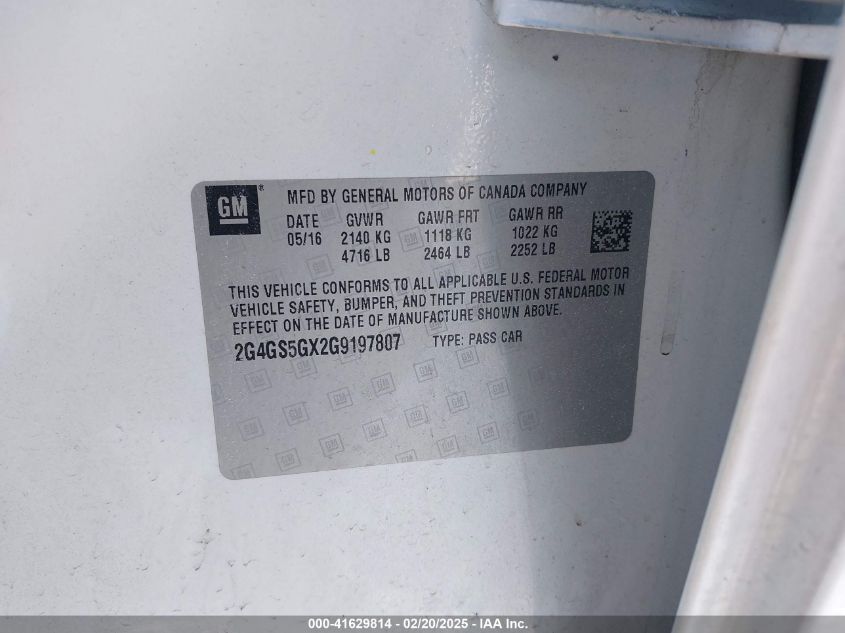 GM ®
MFD BY GENERAL MOTORS OF CANADA COMPANY
DATE GVWR GAWR FRT GAWR RR
05/16 2140 KG 1118 KG 1022 KG
4716 LB 2464 LB 2252 LB
THIS VEHICLE CONFORMS TO ALL APPLICABLE U.S. FEDERAL MOTOR
VEHICLE SAFETY, BUMPER, AND THEFT PREVENTION STANDARDS IN
EFFECT ON THE DATE OF MANUFACTURE SHOWN ABOVE.
2G4GS5GX2G9197807 TYPE: PASS CAR
000-41629814 - 02/20/2025 - IAA Inc.